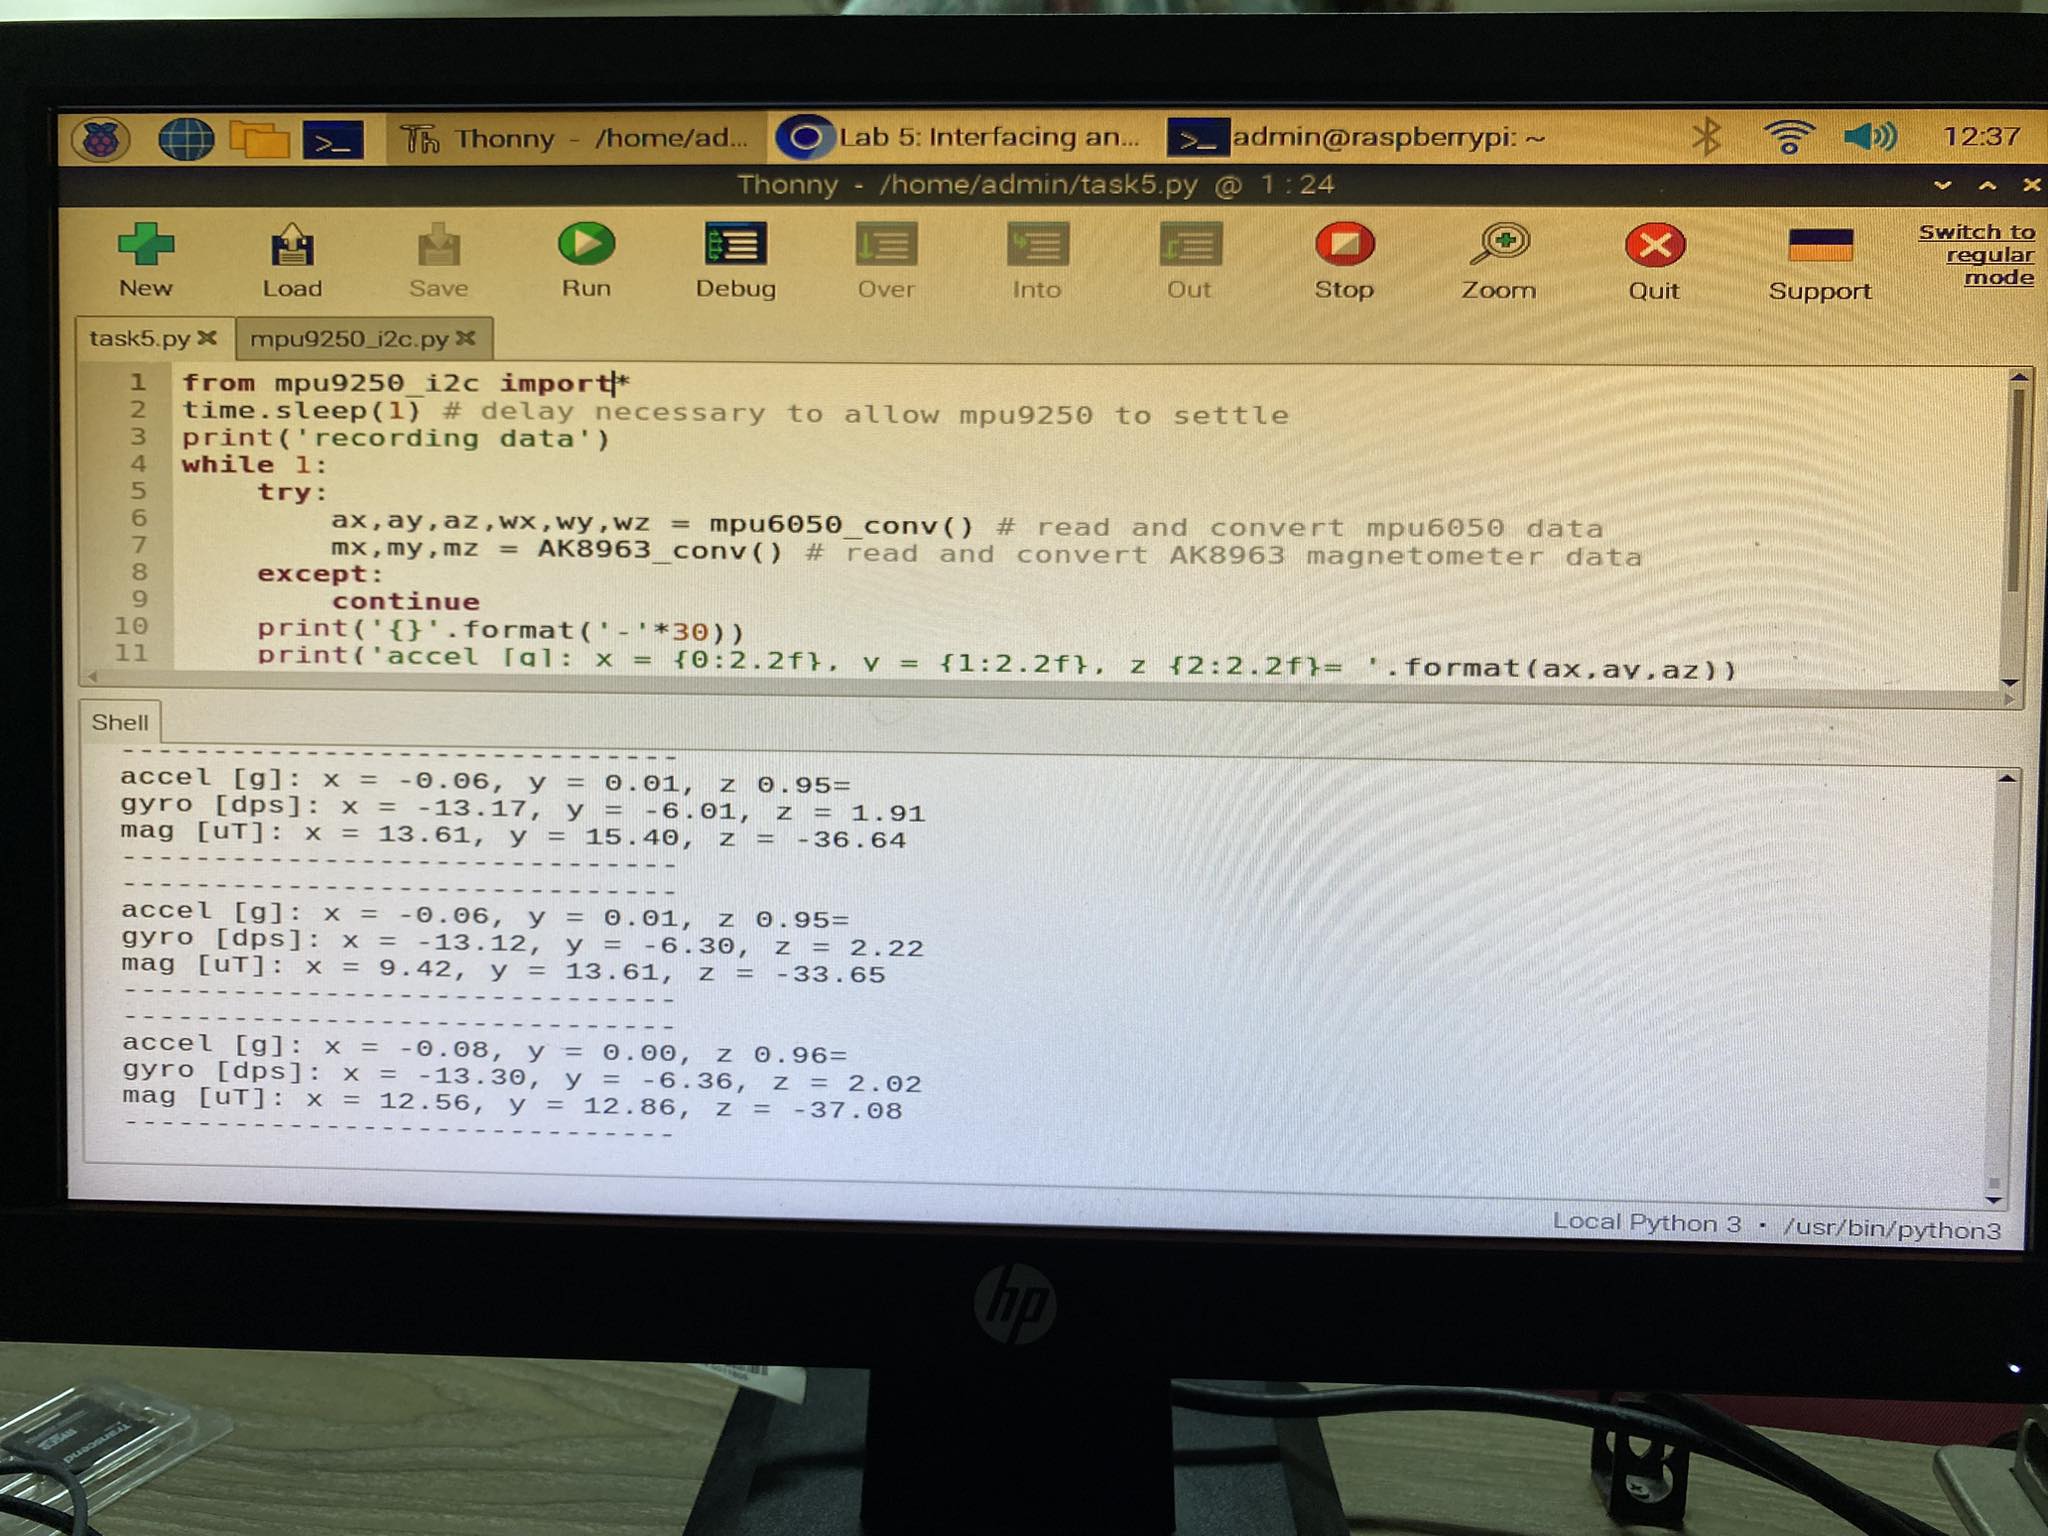 Thonny - /home/ad...
Lab 5: Interfacing an...
admin@raspberrypi: ~
12:37
Thonny - /home/admin/task5.py @ 1 : 24
New
Load
Save
Run
Debug
Over
Into
Out
Stop
Zoom
Quit
Support
Switch to
regular
mode
task5.py
mpu9250_i2c.py
1 from mpu9250_i2c import*
2 time.sleep(1) # delay necessary to allow mpu9250 to settle
3 print('recording data')
4 while 1:
5 try:
6 ax,ay,az,wx,wy,wz = mpu6050_conv() # read and convert mpu6050 data
7 mx,my,mz = AK8963_conv() # read and convert AK8963 magnetometer data
8 except:
9 continue
10 print('{}'.format('-'*30))
11 print('accel [g]: x = {0:2.2f}, y = {1:2.2f}, z {2:2.2f}= '.format(ax,ay,az))
Shell
------------------------------
accel [g]: x = -0.06, y = 0.01, z 0.95=
gyro [dps]: x = -13.17, y = -6.01, z = 1.91
mag [uT]: x = 13.61, y = 15.40, z = -36.64
------------------------------
------------------------------
accel [g]: x = -0.06, y = 0.01, z 0.95=
gyro [dps]: x = -13.12, y = -6.30, z = 2.22
mag [uT]: x = 9.42, y = 13.61, z = -33.65
------------------------------
------------------------------
accel [g]: x = -0.08, y = 0.00, z 0.96=
gyro [dps]: x = -13.30, y = -6.36, z = 2.02
mag [uT]: x = 12.56, y = 12.86, z = -37.08
------------------------------
Local Python 3 • /usr/bin/python3
hp
Transcend